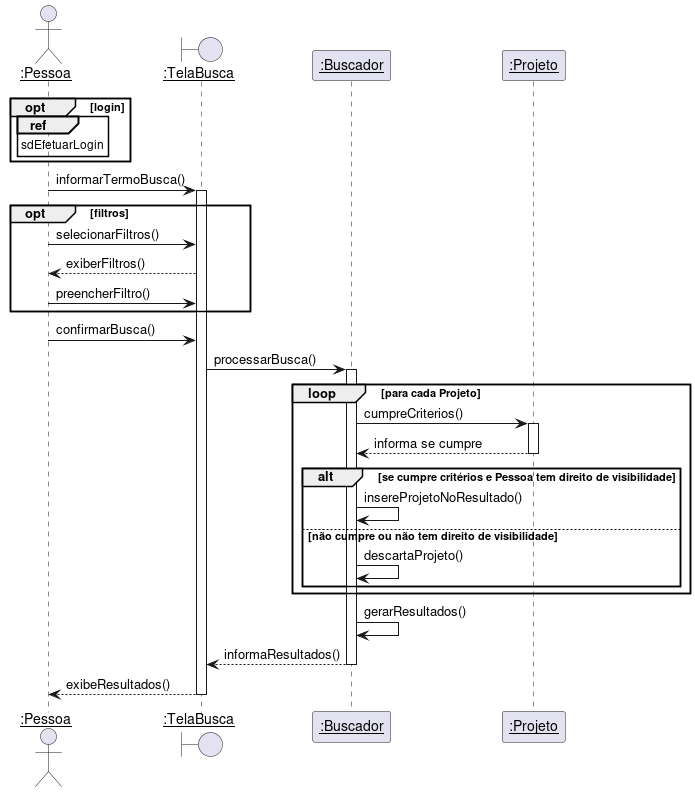 :Pessoa
:TelaBusca
:Buscador
:Projeto
opt [login]
ref
sdEfetuarLogin
informarTermoBusca()
opt [filtros]
selecionarFiltros()
exiberFiltros()
preencherFiltro()
confirmarBusca()
processarBusca()
loop [para cada Projeto]
cumpreCriterios()
informa se cumpre
alt [se cumpre critérios e Pessoa tem direito de visibilidade]
insereProjetoNoResultado()
[não cumpre ou não tem direito de visibilidade]
descartaProjeto()
gerarResultados()
informaResultados()
exibeResultados()
:Pessoa
:TelaBusca
:Buscador
:Projeto